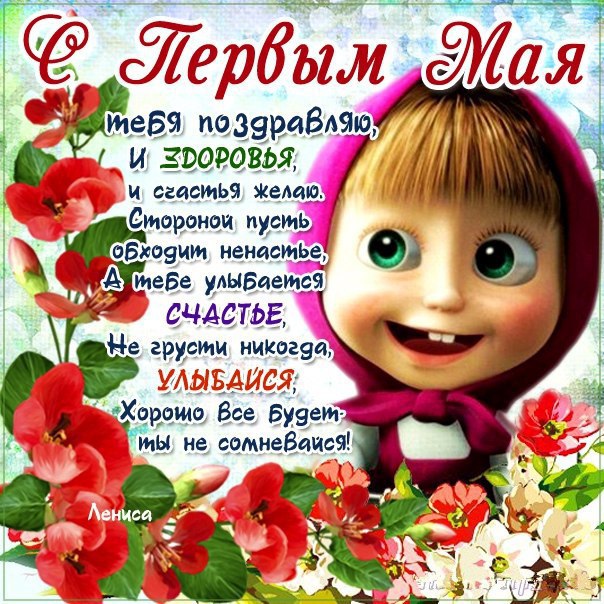 С Первым Мая
тебя поздравляю,
И ЗДОРОВЬЯ,
и счастья желаю.
Стороной пусть
обходит ненастье,
А тебе улыбается
СЧАСТЬЕ,
Не грусти никогда,
УЛЫБАЙСЯ,
Хорошо все будет-
ты не сомневайся!
Лениса